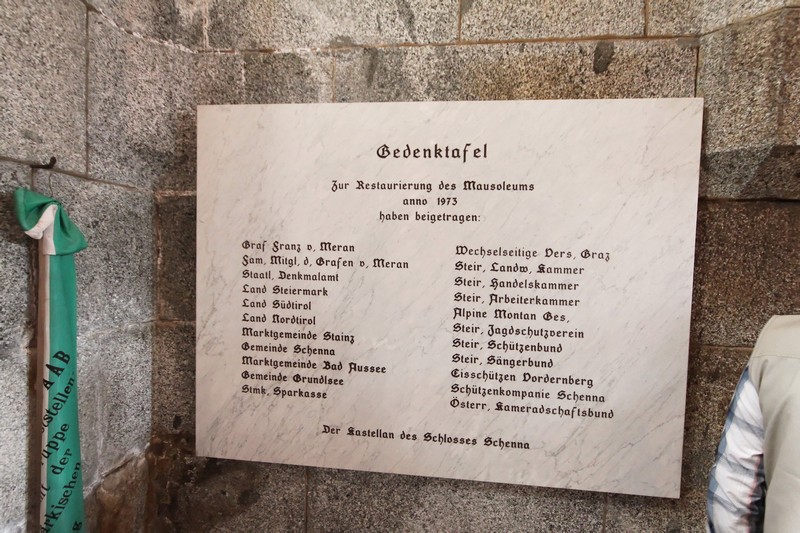 Gedenktafel
Zur Restaurierung des Mausoleums
anno 1973
haben beigetragen:
Graf Franz v, Meran
Fam, Mitgl, d, Grafen v, Meran
Staatl, Denkmalamt
Land Steiermark
Land Südtirol
Land Nordtirol
Marktgemeinde Stainz
Gemeinde Schenna
Marktgemeinde Bad Aussee
Gemeinde Grundlsee
Stmk, Sparkasse
Wechselseitige Vers, Graz
Steir, Landw, Kammer
Steir, Handelskammer
Steir, Arbeiterkammer
Alpine Montan Ges,
Steir, Jagdschutzverein
Steir, Schützenbund
Steir, Sängerbund
Eisschützen Vordernberg
Schützenkompanie Schenna
Österr, Kameradschaftsbund
Der Kastellan des Schlosses Schenna
AAB
der